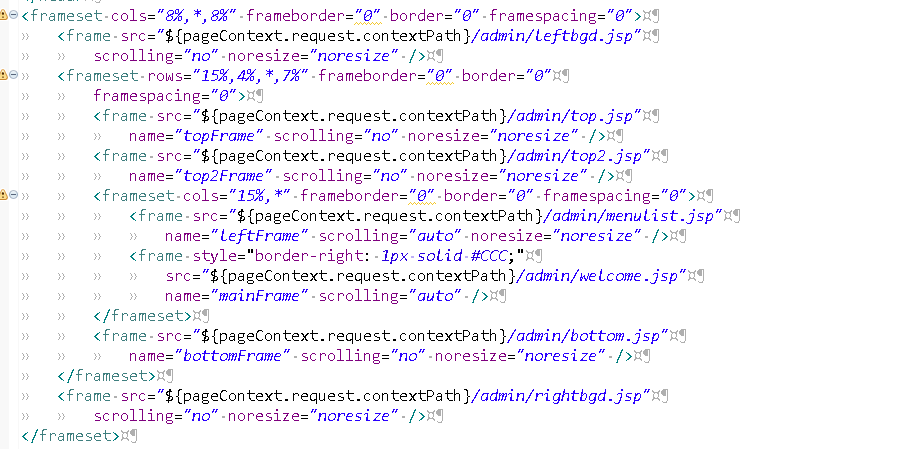 <frameset cols="8%,*,8%" frameborder="0" border="0" framespacing="0">
<frame src="${pageContext.request.contextPath}/admin/leftbgd.jsp"
scrolling="no" noresize="noresize" />
<frameset rows="15%,4%,*,7%" frameborder="0" border="0"
framespacing="0">
<frame src="${pageContext.request.contextPath}/admin/top.jsp"
name="topFrame" scrolling="no" noresize="noresize" />
<frame src="${pageContext.request.contextPath}/admin/top2.jsp"
name="top2Frame" scrolling="no" noresize="noresize" />
<frameset cols="15%,*" frameborder="0" border="0" framespacing="0">
<frame src="${pageContext.request.contextPath}/admin/menulist.jsp"
name="leftFrame" scrolling="auto" noresize="noresize" />
<frame style="border-right: 1px solid #CCC;"
src="${pageContext.request.contextPath}/admin/welcome.jsp"
name="mainFrame" scrolling="auto" />
</frameset>
<frame src="${pageContext.request.contextPath}/admin/bottom.jsp"
name="bottomFrame" scrolling="no" noresize="noresize" />
</frameset>
<frame src="${pageContext.request.contextPath}/admin/rightbgd.jsp"
scrolling="no" noresize="noresize" />
</frameset>